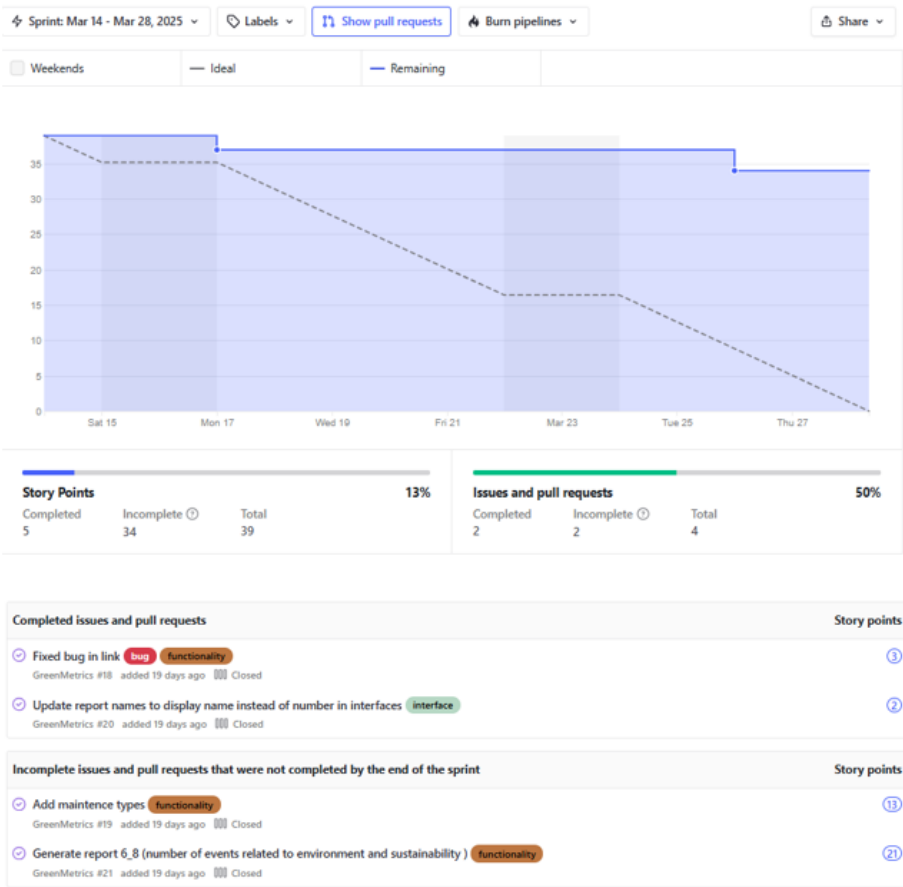 Sprint: Mar 14 - Mar 28, 2025 Labels Show pull requests Burn pipelines Share
Weekends Ideal Remaining
35
30
25
20
15
10
5
0
Sat 15 Mon 17 Wed 19 Fri 21 Mar 23 Tue 25 Thu 27
Story Points 13%
Completed Incomplete Total
5 34 39
Issues and pull requests 50%
Completed Incomplete Total
2 2 4
Completed issues and pull requests Story points
Fixed bug in link bug functionality 3
GreenMetrics #18 added 19 days ago Closed
Update report names to display name instead of number in interfaces interface 2
GreenMetrics #20 added 19 days ago Closed
Incomplete issues and pull requests that were not completed by the end of the sprint Story points
Add maintence types functionality 13
GreenMetrics #19 added 19 days ago Closed
Generate report 6_8 (number of events related to environment and sustainability ) functionality 21
GreenMetrics #21 added 19 days ago Closed